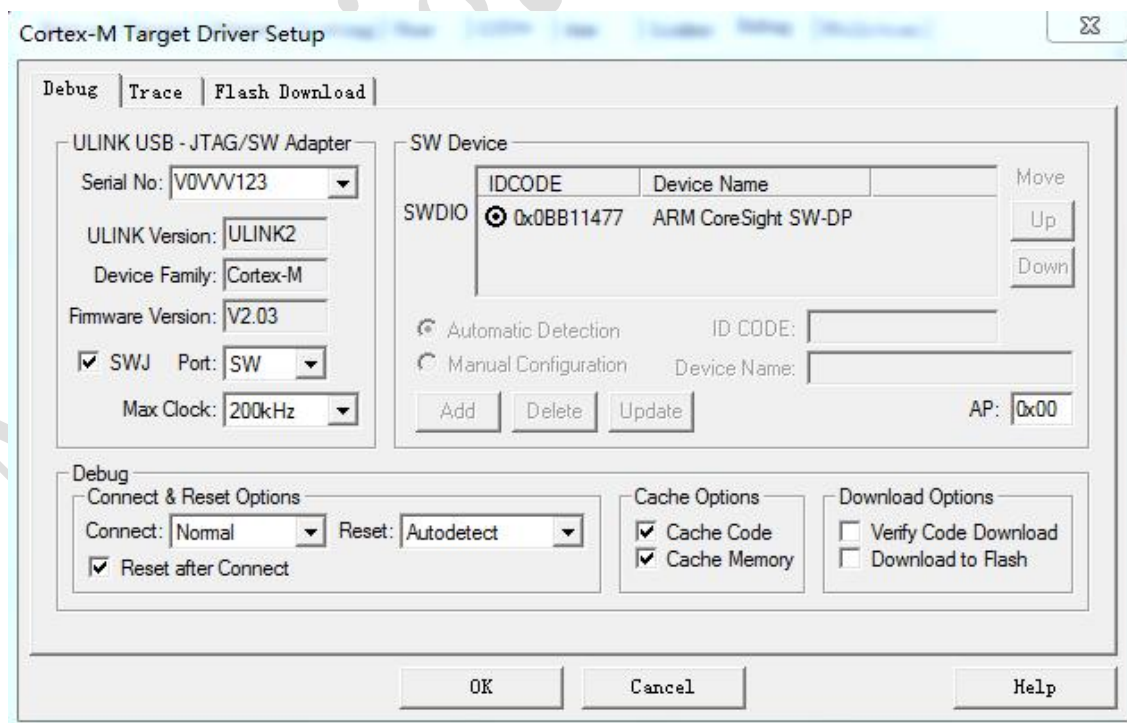 Cortex-M Target Driver Setup
Debug Trace Flash Download
ULINK USB - JTAG/SW Adapter
Serial No: V0VVV123
ULINK Version: ULINK2
Device Family: Cortex-M
Firmware Version: V2.03
SWJ Port: SW
Max Clock: 200kHz
SW Device
IDCODE Device Name
SWDIO 0x0BB11477 ARM CoreSight SW-DP
Move
Up
Down
Automatic Detection ID CODE:
Manual Configuration Device Name:
Add Delete Update AP: 0x00
Debug
Connect & Reset Options
Connect: Normal Reset: Autodetect
Reset after Connect
Cache Options
Cache Code
Cache Memory
Download Options
Verify Code Download
Download to Flash
OK Cancel Help